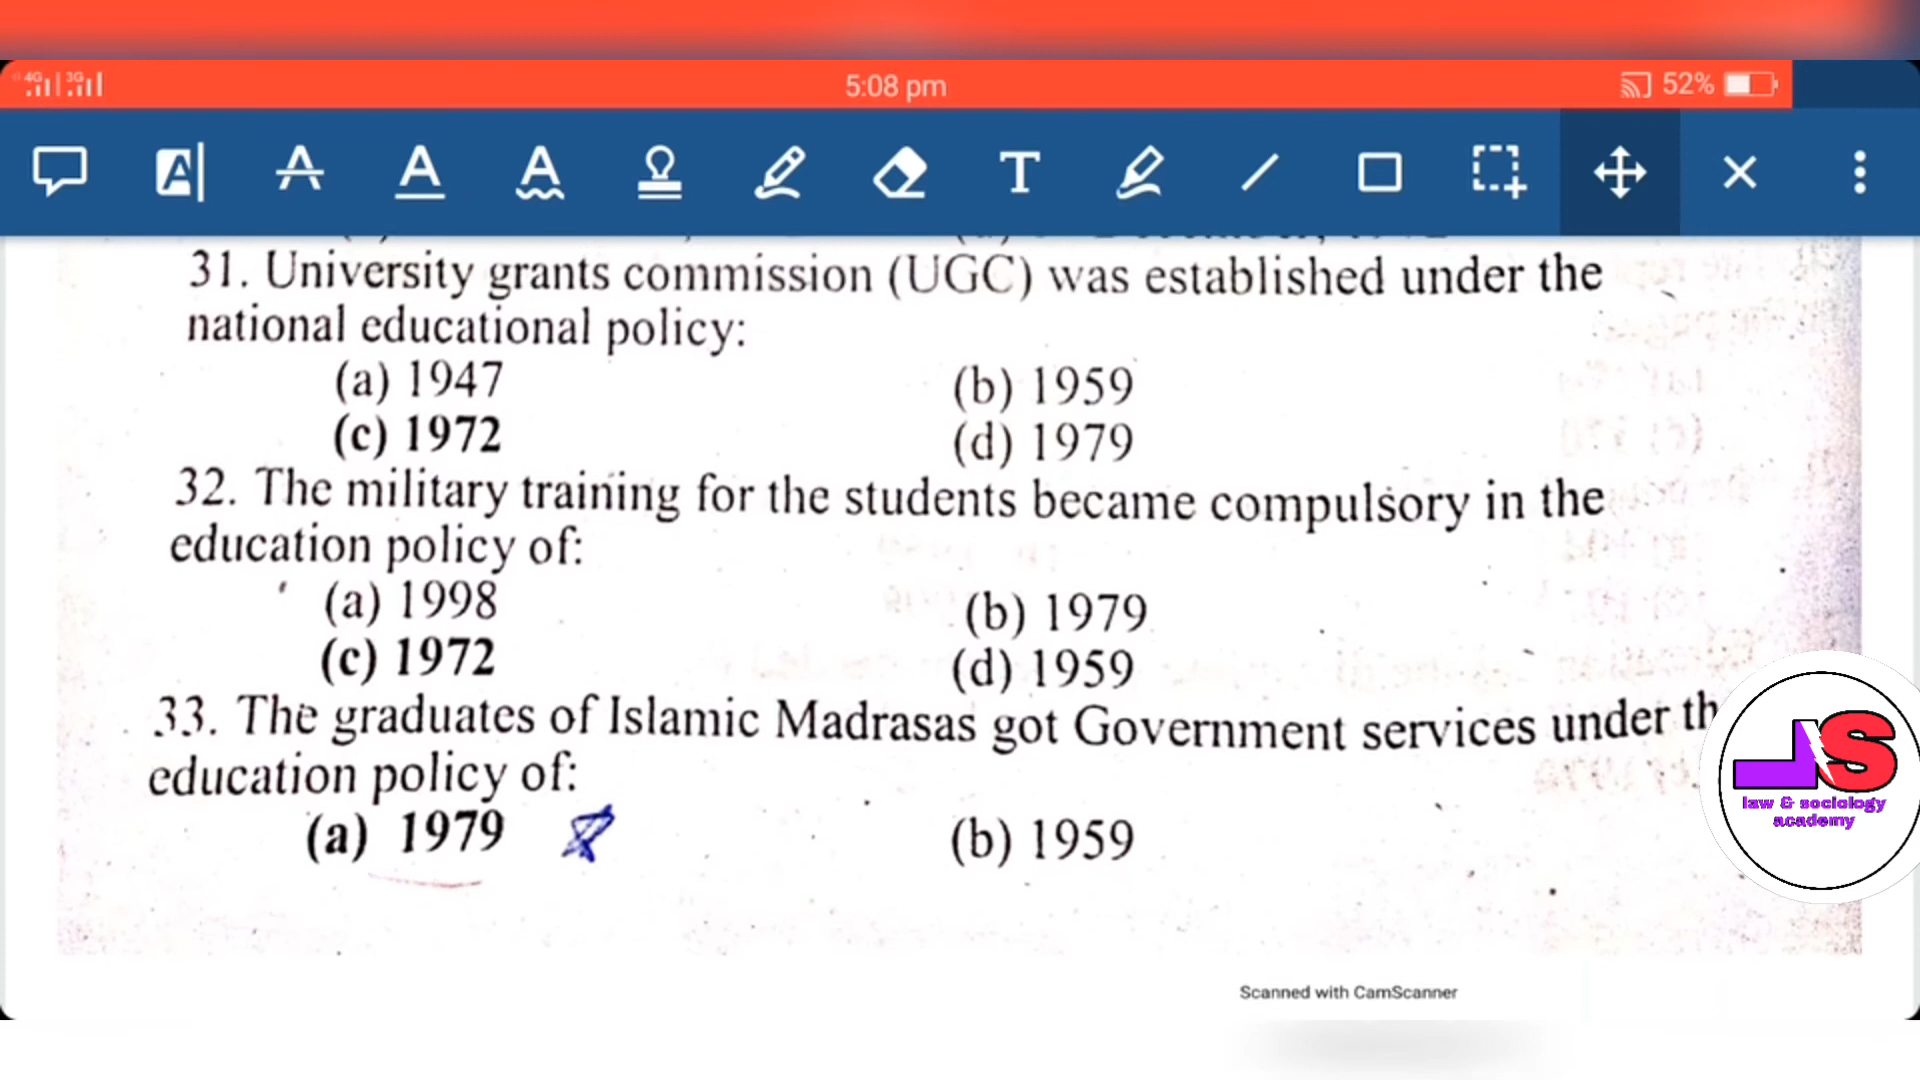 4G 3G 5:08 pm 52%
A A A A T
31. University grants commission (UGC) was established under the
national educational policy:
(a) 1947 (b) 1959
(c) 1972 (d) 1979
32. The military training for the students became compulsory in the
education policy of:
(a) 1998 (b) 1979
(c) 1972 (d) 1959
33. The graduates of Islamic Madrasas got Government services under th
education policy of:
(a) 1979 (b) 1959
JS
law & sociology
academy
Scanned with CamScanner